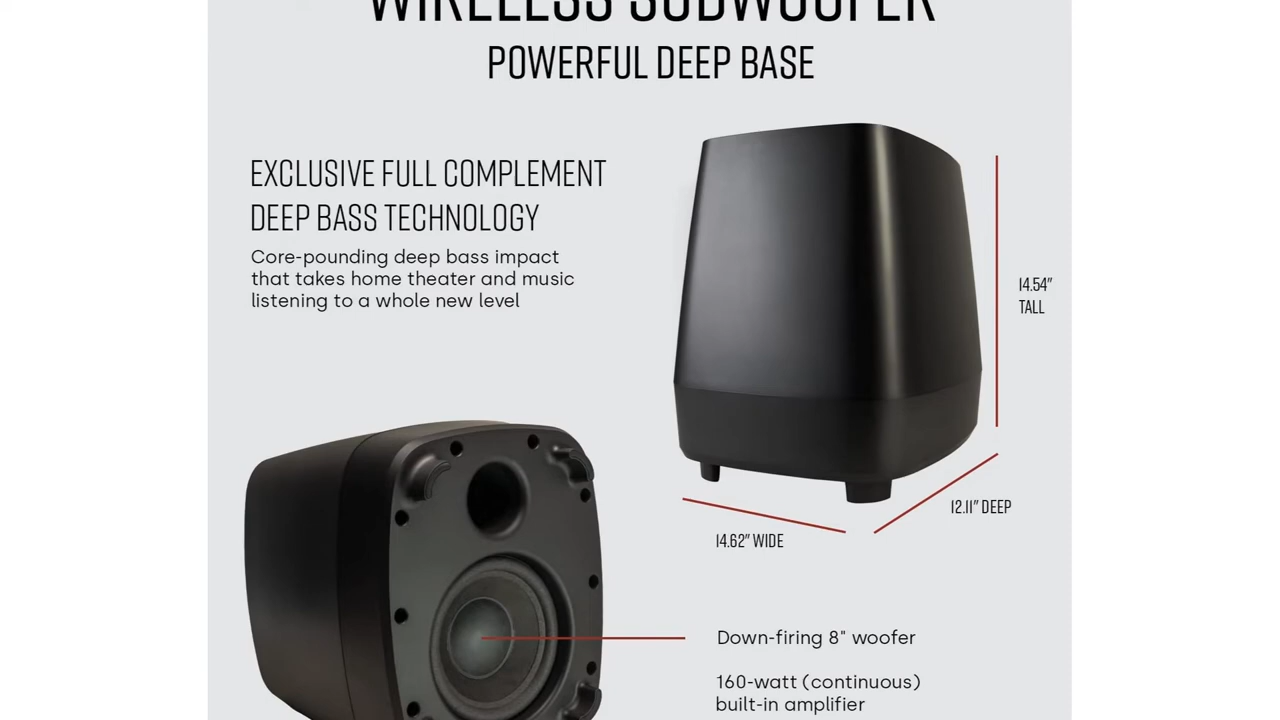 WIRELESS SUBWOOFER
POWERFUL DEEP BASE
EXCLUSIVE FULL COMPLEMENT
DEEP BASS TECHNOLOGY
Core-pounding deep bass impact
that takes home theater and music
listening to a whole new level
14.54"
TALL
12.11" DEEP
14.62" WIDE
Down-firing 8" woofer
160-watt (continuous)
built-in amplifier